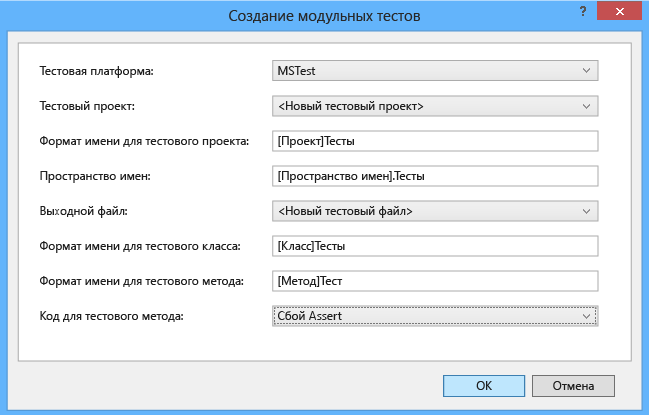 Создание модульных тестов
?
Тестовая платформа: MSTest
Тестовый проект: <Новый тестовый проект>
Формат имени для тестового проекта: [Проект]Тесты
Пространство имен: [Пространство имен].Тесты
Выходной файл: <Новый тестовый файл>
Формат имени для тестового класса: [Класс]Тесты
Формат имени для тестового метода: [Метод]Тест
Код для тестового метода: Сбой Assert
OK Отмена